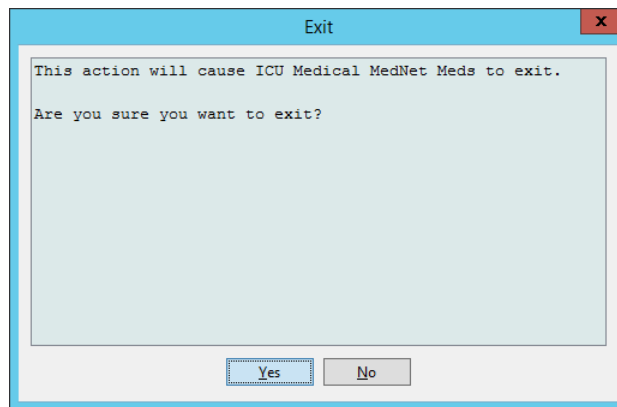 Exit
x
This action will cause ICU Medical MedNet Meds to exit.
Are you sure you want to exit?
Yes No